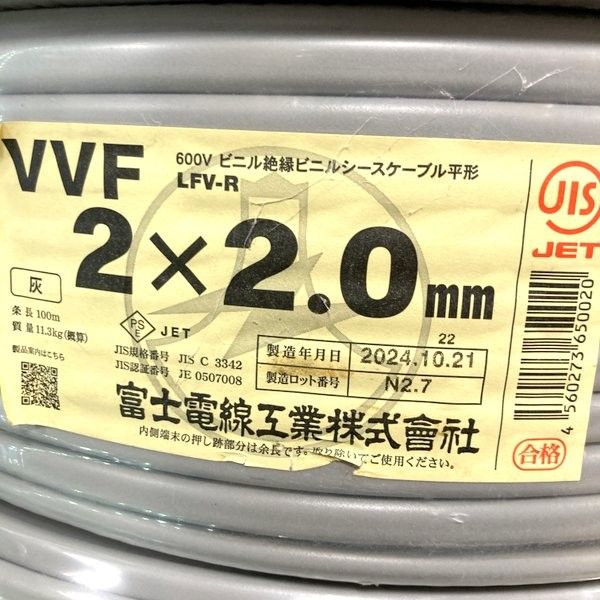 VVF
600V ビニル絶縁ビニルシースケーブル平形
LFV-R
2×2.0mm
灰
条 長 100m
質 量 11.3kg(概算)
製品案内はこちら
PS
E
JET
JIS規格番号 JIS C 3342
JIS認証番号 JE 0507008
22
製造年月日 2024.10.21
製造ロット番号 N2.7
富士電線工業株式會社
内側端末の押し跡部分は余長です。取り除いてご使用ください。
JIS
JET
4 560273 650020
合格